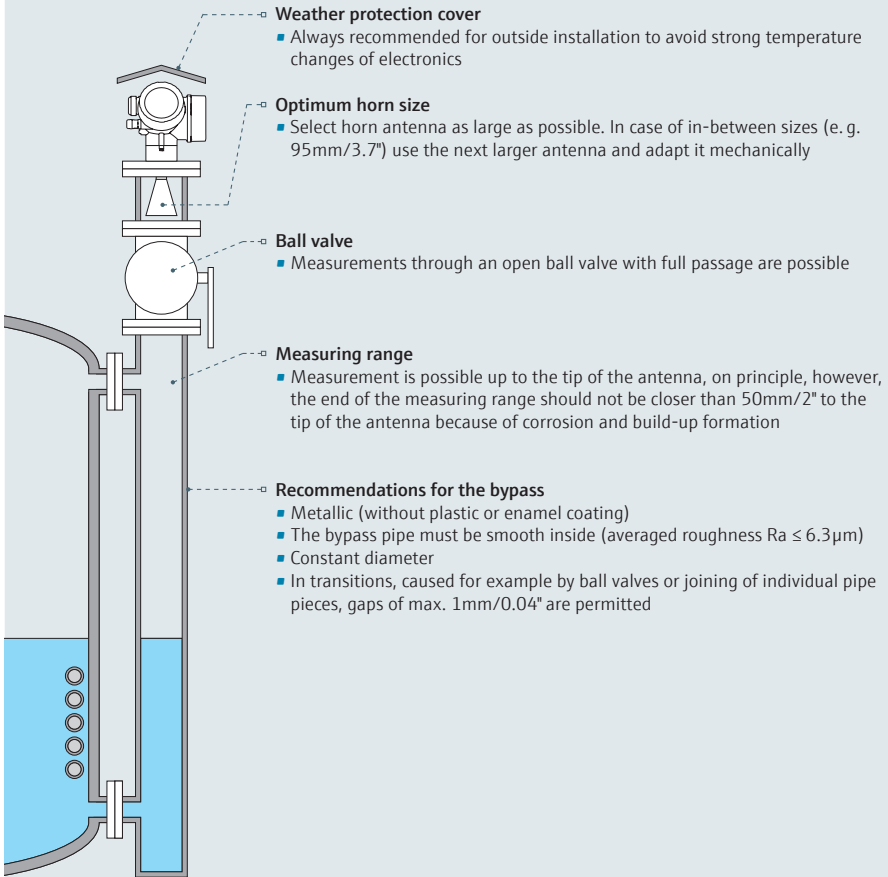 Weather protection cover
▪ Always recommended for outside installation to avoid strong temperature
changes of electronics
Optimum horn size
▪ Select horn antenna as large as possible. In case of in-between sizes (e. g.
95mm/3.7") use the next larger antenna and adapt it mechanically
Ball valve
▪ Measurements through an open ball valve with full passage are possible
Measuring range
▪ Measurement is possible up to the tip of the antenna, on principle, however,
the end of the measuring range should not be closer than 50mm/2" to the
tip of the antenna because of corrosion and build-up formation
Recommendations for the bypass
▪ Metallic (without plastic or enamel coating)
▪ The bypass pipe must be smooth inside (averaged roughness Ra ≤ 6.3μm)
▪ Constant diameter
▪ In transitions, caused for example by ball valves or joining of individual pipe
pieces, gaps of max. 1mm/0.04" are permitted